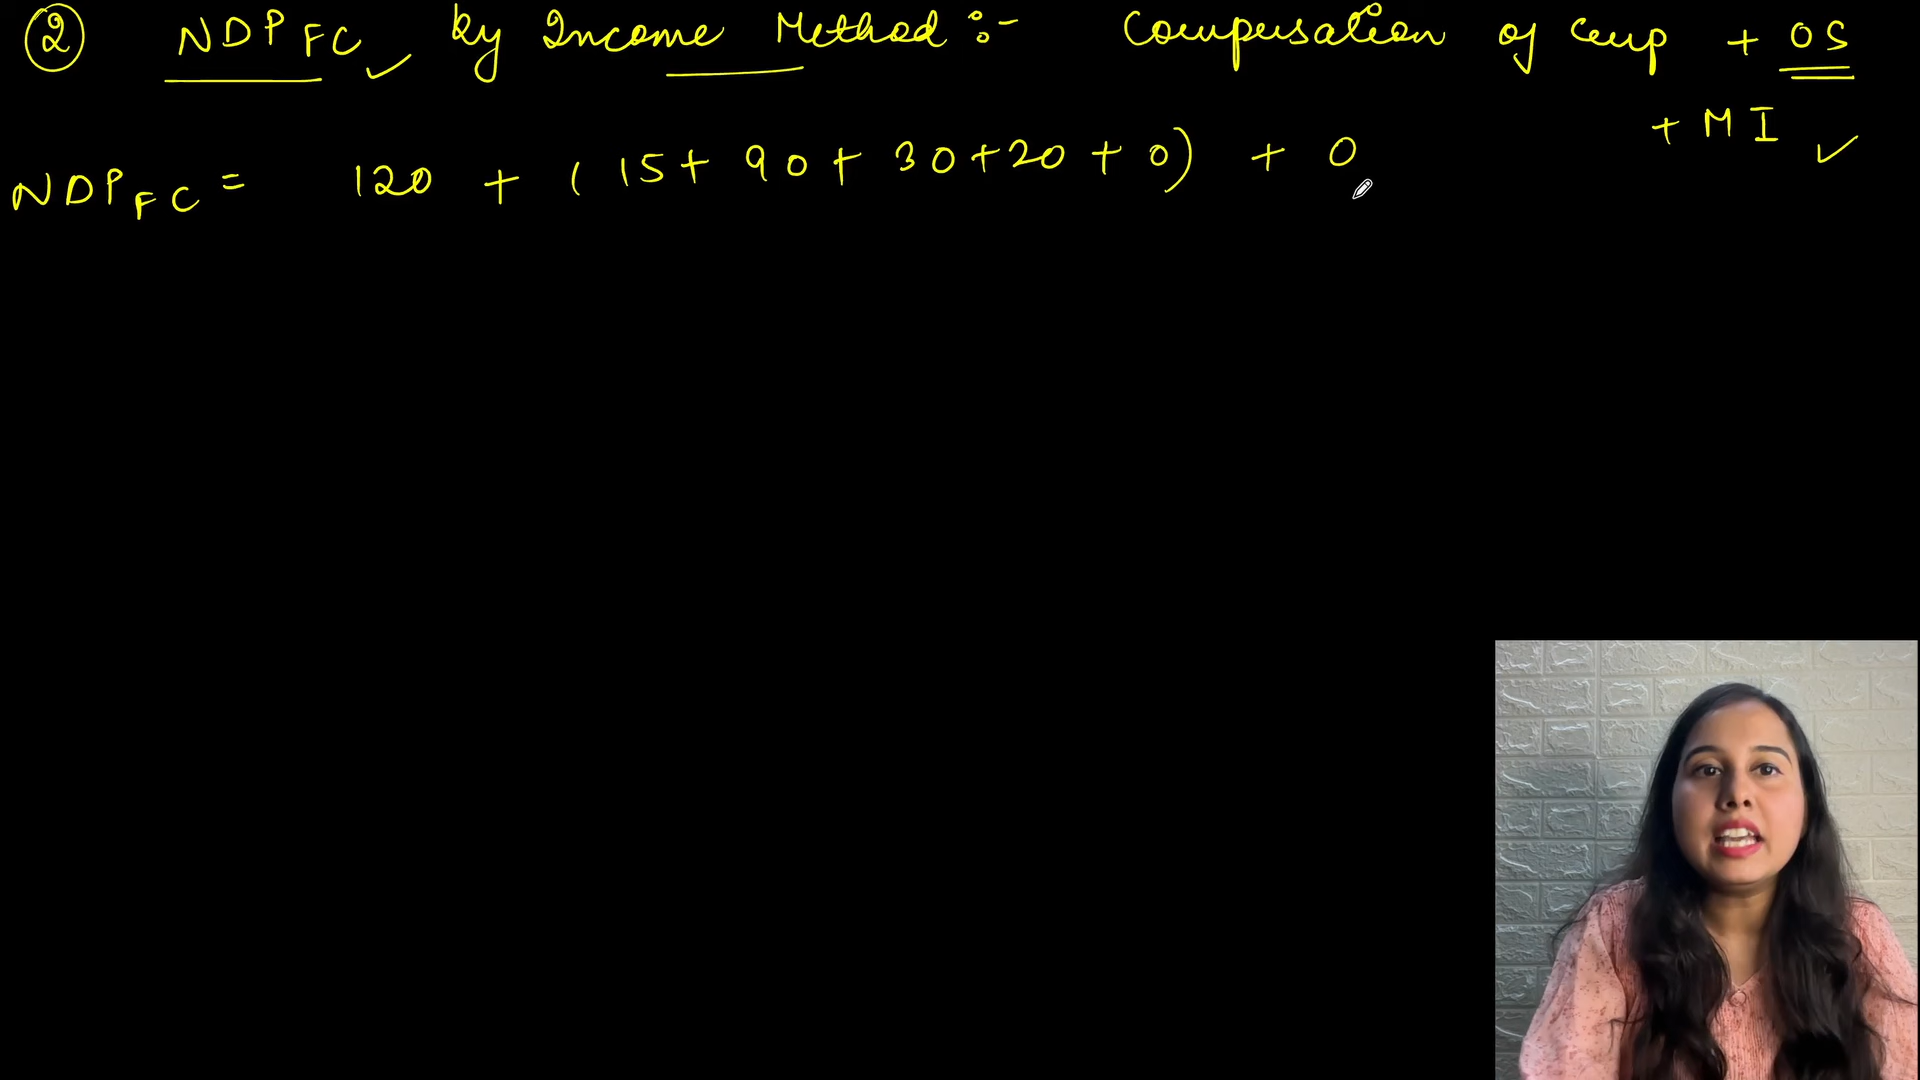 ② NDP FC ✓ by Income Method :- Compensation of Emp + OS
+ MI ✓
NDP FC = 120 + ( 15 + 90 + 30 + 20 + 0 ) + 0